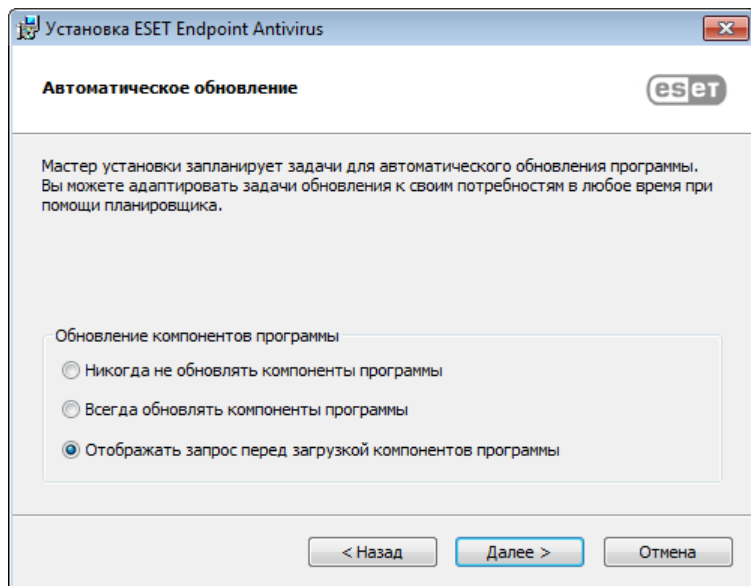 Установка ESET Endpoint Antivirus
Автоматическое обновление
eset
Мастер установки запланирует задачи для автоматического обновления программы.
Вы можете адаптировать задачи обновления к своим потребностям в любое время при
помощи планировщика.
Обновление компонентов программы
Никогда не обновлять компоненты программы
Всегда обновлять компоненты программы
Отображать запрос перед загрузкой компонентов программы
< Назад
Далее >
Отмена